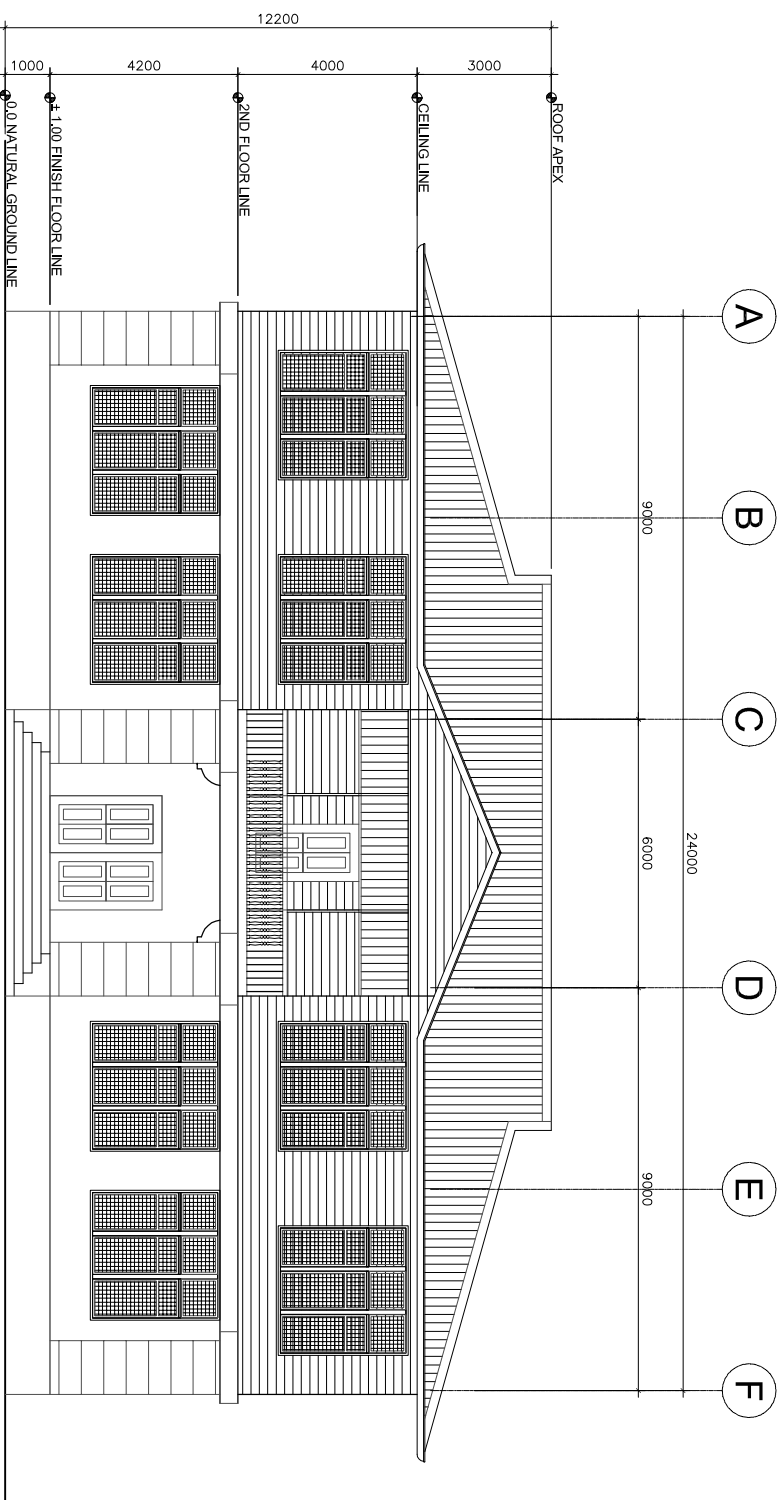 A
B
C
D
E
F
24000
9000
6000
9000
ROOF APEX
3000
CEILING LINE
4000
12200
2ND FLOOR LINE
4200
± 1.00 FINISH FLOOR LINE
1000
0.0 NATURAL GROUND LINE